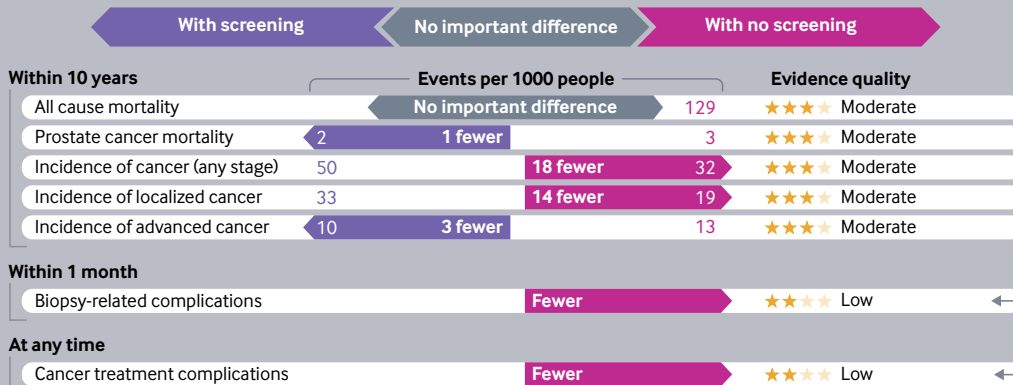 With screening No important difference With no screening
Within 10 years Events per 1000 people Evidence quality
All cause mortality No important difference 129 Moderate
Prostate cancer mortality 2 1 fewer 3 Moderate
Incidence of cancer (any stage) 50 18 fewer 32 Moderate
Incidence of localized cancer 33 14 fewer 19 Moderate
Incidence of advanced cancer 10 3 fewer 13 Moderate
Within 1 month
Biopsy-related complications Fewer Low
At any time
Cancer treatment complications Fewer Low